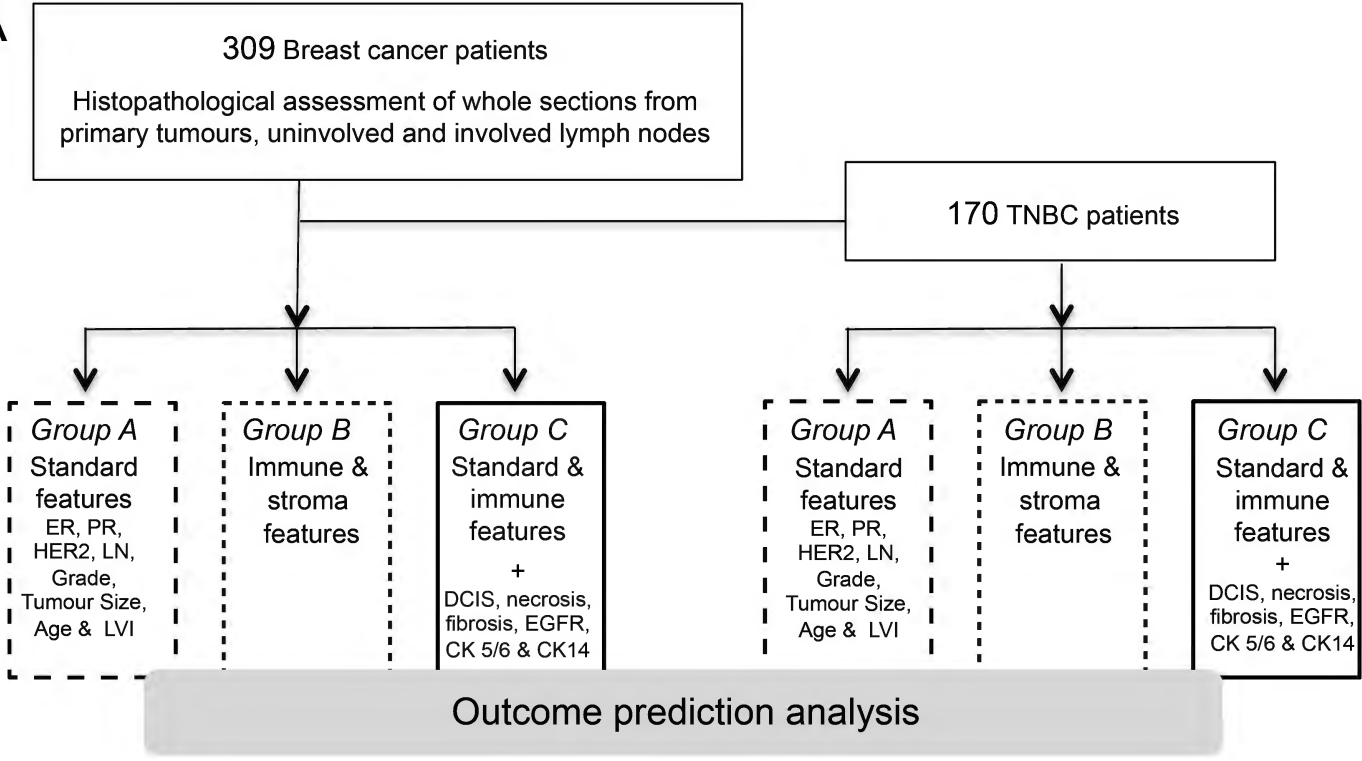 A
309 Breast cancer patients
Histopathological assessment of whole sections from
primary tumours, uninvolved and involved lymph nodes
170 TNBC patients
Group A
Standard
features
ER, PR,
HER2, LN,
Grade,
Tumour Size,
Age & LVI
Group B
Immune &
stroma
features
Group C
Standard &
immune
features
+
DCIS, necrosis,
fibrosis, EGFR,
CK 5/6 & CK14
Group A
Standard
features
ER, PR,
HER2, LN,
Grade,
Tumour Size,
Age & LVI
Group B
Immune &
stroma
features
Group C
Standard &
immune
features
+
DCIS, necrosis,
fibrosis, EGFR,
CK 5/6 & CK14
Outcome prediction analysis